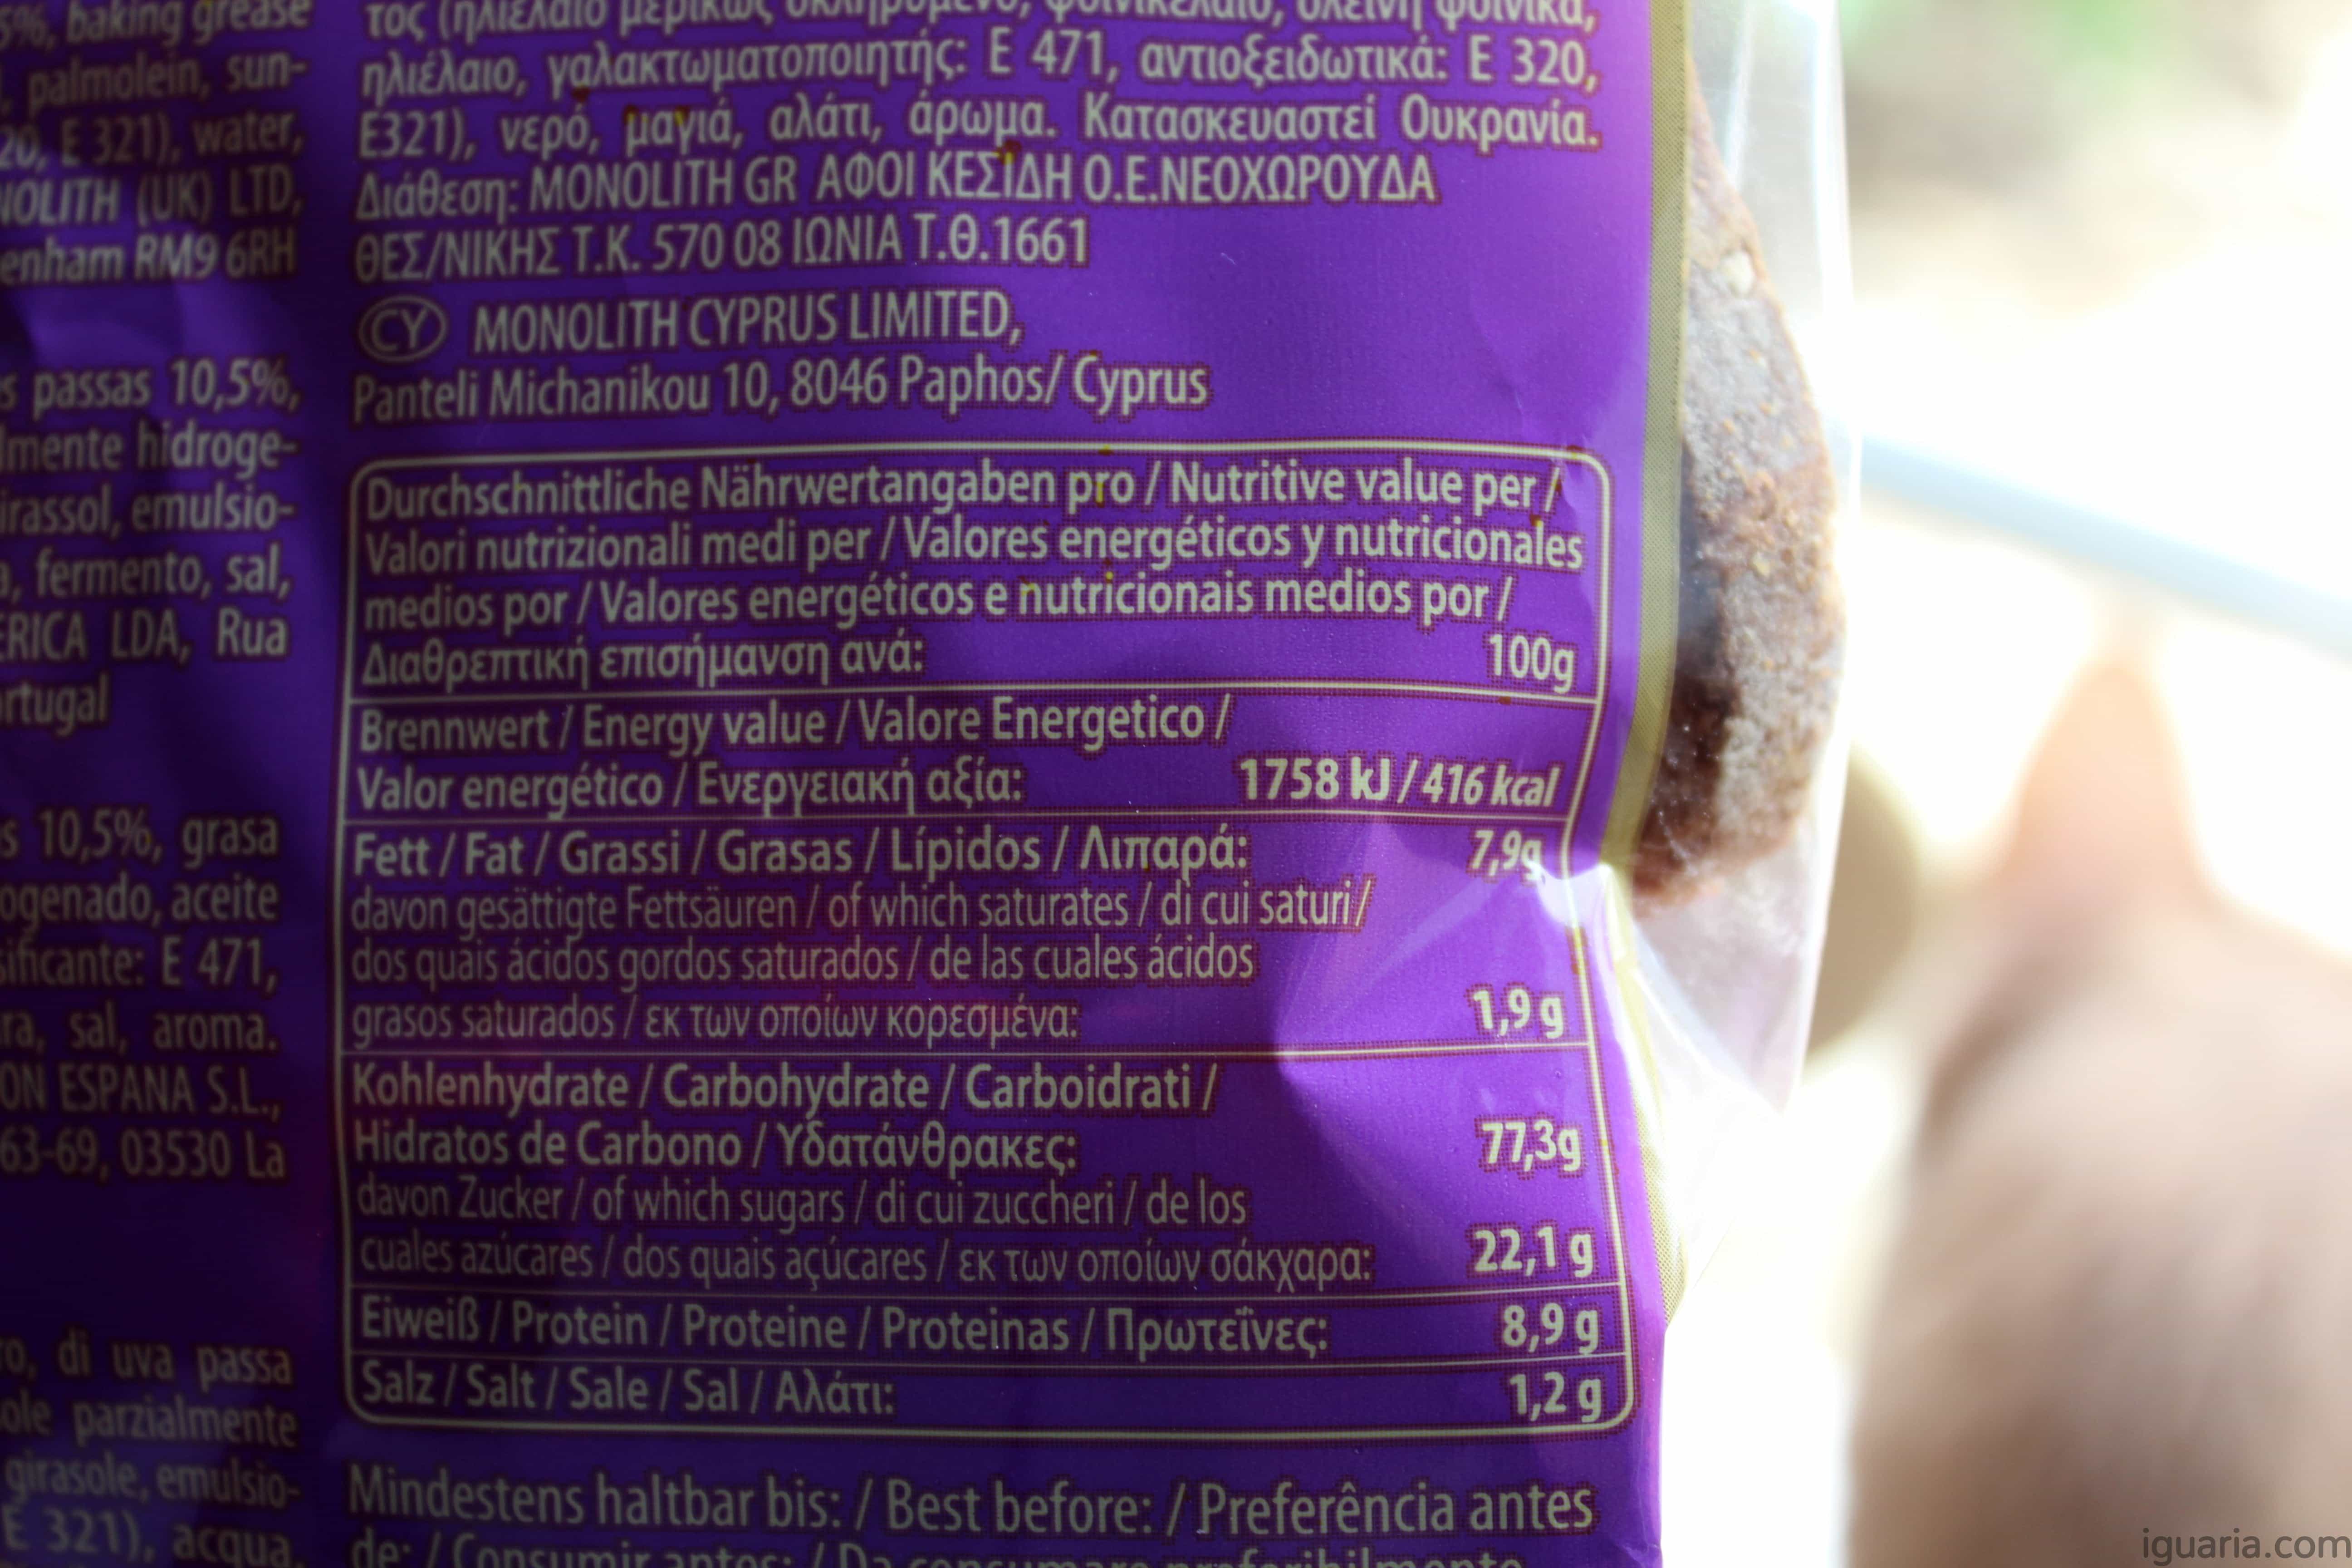 5%, baking grease
palmolein, sun-
20, E 321), water,
NOLITH (UK) LTD,
enham RM9 6RH
passas 10,5%,
lmente hidroge-
irassol, emulsio-
a, fermento, sal,
ERICA LDA, Rua
ortugal
s 10,5%, grasa
ogenado, aceite
sificante: E 471,
ra, sal, aroma.
ON ESPANA S.L.,
63-69, 03530 La
ro, di uva passa
ole parzialmente
girasole, emulsio-
E 321), acqua,
τος (ηλιέλαιο μερικώς
ηλιέλαιο, γαλακτωματοποιητής: E 471, αντιοξειδωτικά: E 320,
E321), νερό, μαγιά, αλάτι, άρωμα. Κατασκευαστεί Ουκρανία.
Διάθεση: MONOLITH GR ΑΦΟΙ ΚΕΣΙΔΗ Ο.Ε.ΝΕΟΧΩΡΟΥΔΑ
ΘΕΣ/ΝΙΚΗΣ Τ.Κ. 570 08 ΙΩΝΙΑ Τ.Θ.1661
CY MONOLITH CYPRUS LIMITED,
Panteli Michanikou 10, 8046 Paphos/ Cyprus
Durchschnittliche Nährwertangaben pro / Nutritive value per /
Valori nutrizionali medi per / Valores energéticos y nutricionales
medios por / Valores energéticos e nutricionais medios por /
Διαθρεπτική επισήμανση ανά: 100g
Brennwert / Energy value / Valore Energetico /
Valor energético / Ενεργειακή αξία: 1758 kJ / 416 kcal
Fett / Fat / Grassi / Grasas / Lípidos / Λιπαρά: 7,9g
davon gesättigte Fettsäuren / of which saturates / di cui saturi/
dos quais ácidos gordos saturados / de las cuales ácidos
grasos saturados / εκ των οποίων κορεσμένα: 1,9 g
Kohlenhydrate / Carbohydrate / Carboidrati /
Hidratos de Carbono / Υδατάνθρακες: 77,3g
davon Zucker / of which sugars / di cui zuccheri / de los
cuales azúcares / dos quais açúcares / εκ των οποίων σάκχαρα: 22,1 g
Eiweiß / Protein / Proteine / Proteinas / Πρωτεΐνες: 8,9 g
Salz / Salt / Sale / Sal / Αλάτι: 1,2 g
Mindestens haltbar bis: / Best before: / Preferência antes
de: / Consumir antes: / Da consumare preferibilmente
iguaria.com